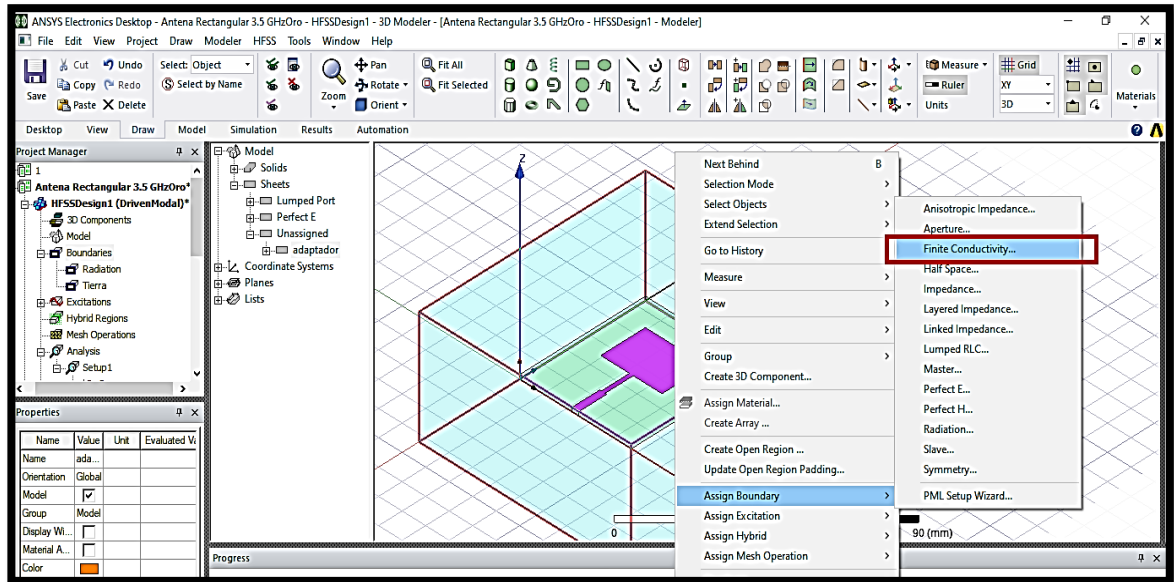 ANSYS Electronics Desktop - Antena Rectangular 3.5 GHzOro - HFSSDesign1 - 3D Modeler - [Antena Rectangular 3.5 GHzOro - HFSSDesign1 - Modeler]
File Edit View Project Draw Modeler HFSS Tools Window Help
Save
Cut Undo
Copy Redo
Paste Delete
Select: Object
Select by Name
Zoom
Pan
Rotate
Orient
Fit All
Fit Selected
Measure
Ruler
Units
Grid
XY
3D
Materials
Desktop View Draw Model Simulation Results Automation
Project Manager
1
Antena Rectangular 3.5 GHzOro*
HFSSDesign1 (DrivenModal)*
3D Components
Model
Boundaries
Radiation
Tierra
Excitations
Hybrid Regions
Mesh Operations
Analysis
Setup1
Properties
Name Value Unit Evaluated Va
Name ada...
Orientation Global
Model
Group Model
Display Wi...
Material A...
Color
Model
Solids
Sheets
Lumped Port
Perfect E
Unassigned
adaptador
Coordinate Systems
Planes
Lists
Z
0
90 (mm)
Next Behind B
Selection Mode
Select Objects
Extend Selection
Go to History
Measure
View
Edit
Group
Create 3D Component...
Assign Material...
Create Array ...
Create Open Region ...
Update Open Region Padding...
Assign Boundary
Assign Excitation
Assign Hybrid
Assign Mesh Operation
Anisotropic Impedance...
Aperture...
Finite Conductivity...
Half Space...
Impedance...
Layered Impedance...
Linked Impedance...
Lumped RLC...
Master...
Perfect E...
Perfect H...
Radiation...
Slave...
Symmetry...
PML Setup Wizard...
Progress